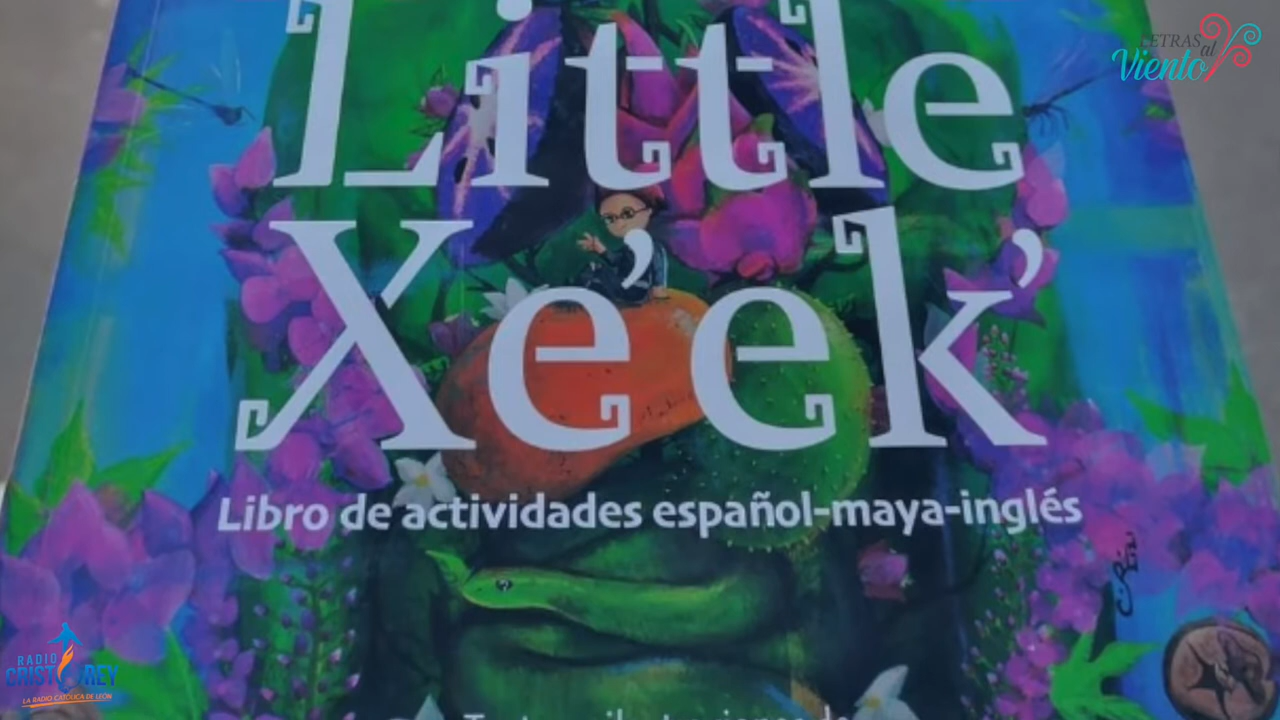 LETRAS
al
Viento
Little
Xe'ek'
Libro de actividades español-maya-inglés
RADIO
CRISTO REY
LA RADIO CATÓLICA DE LEÓN